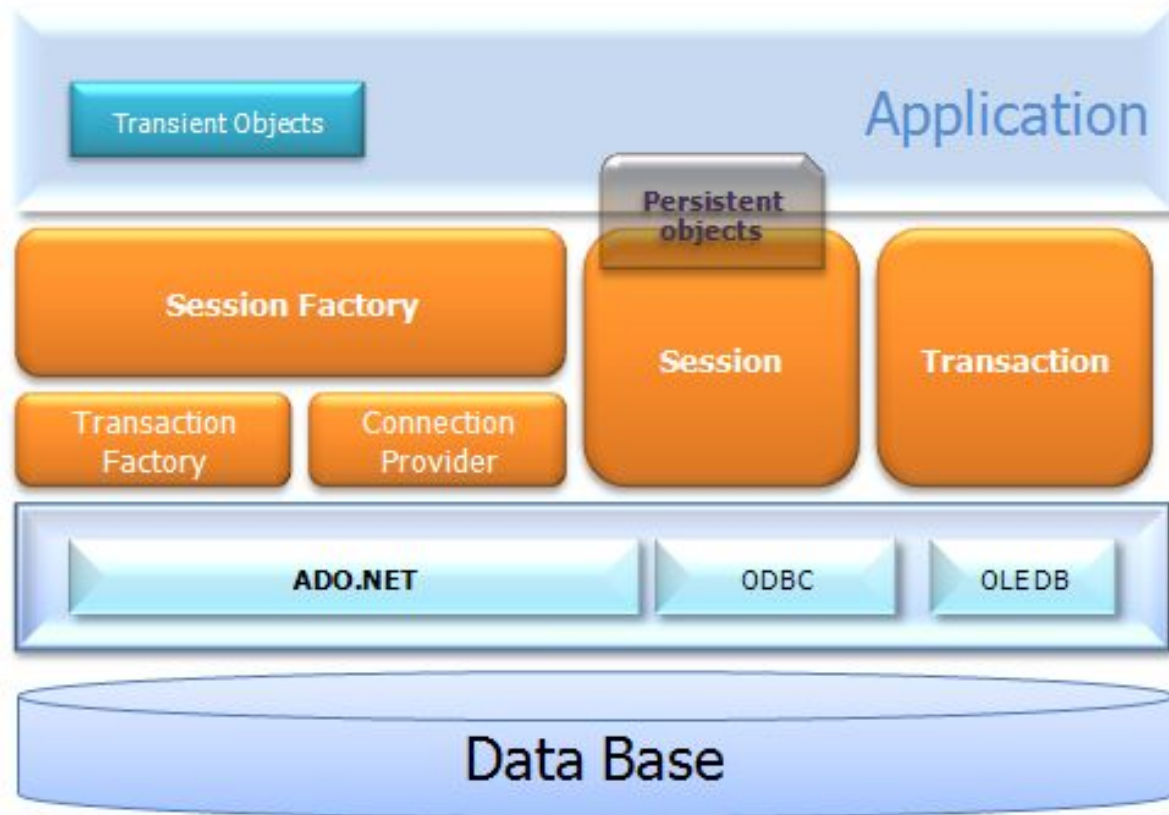 Transient Objects
Application
Persistent
objects
Session Factory
Session
Transaction
Transaction
Factory
Connection
Provider
ADO.NET
ODBC
OLEDB
Data Base